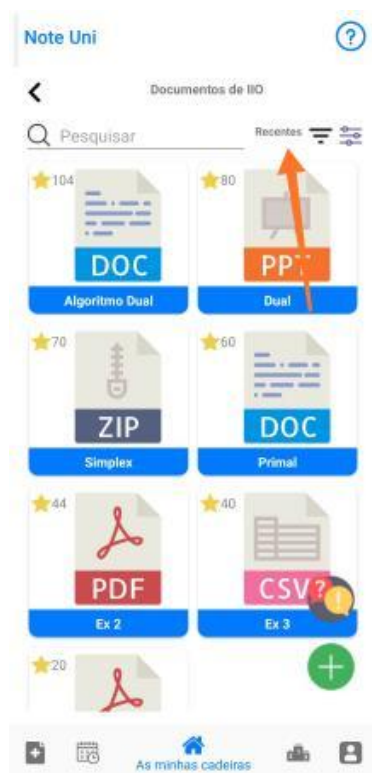 Note Uni
?
Documentos de IIO
Pesquisar
Recentes
104
80
DOC
PPT
Algoritmo Dual
Dual
70
60
ZIP
DOC
Simplex
Primal
44
40
PDF
CSV
?
!
Ex 2
Ex 3
20
As minhas cadeiras